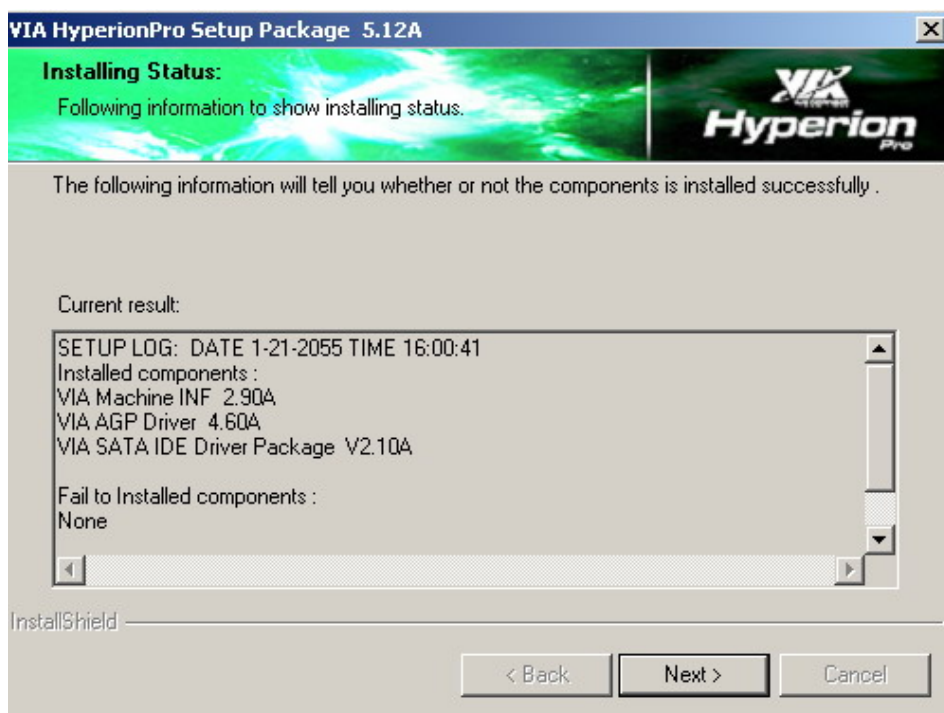 VIA HyperionPro Setup Package 5.12A
Installing Status:
Following information to show installing status.
VIA
Hyperion
Pro
The following information will tell you whether or not the components is installed successfully .
Current result:
SETUP LOG:  DATE 1-21-2055 TIME 16:00:41
Installed components :
VIA Machine INF  2.90A
VIA AGP Driver  4.60A
VIA SATA IDE Driver Package  V2.10A
Fail to Installed components :
None
InstallShield
< Back
Next >
Cancel